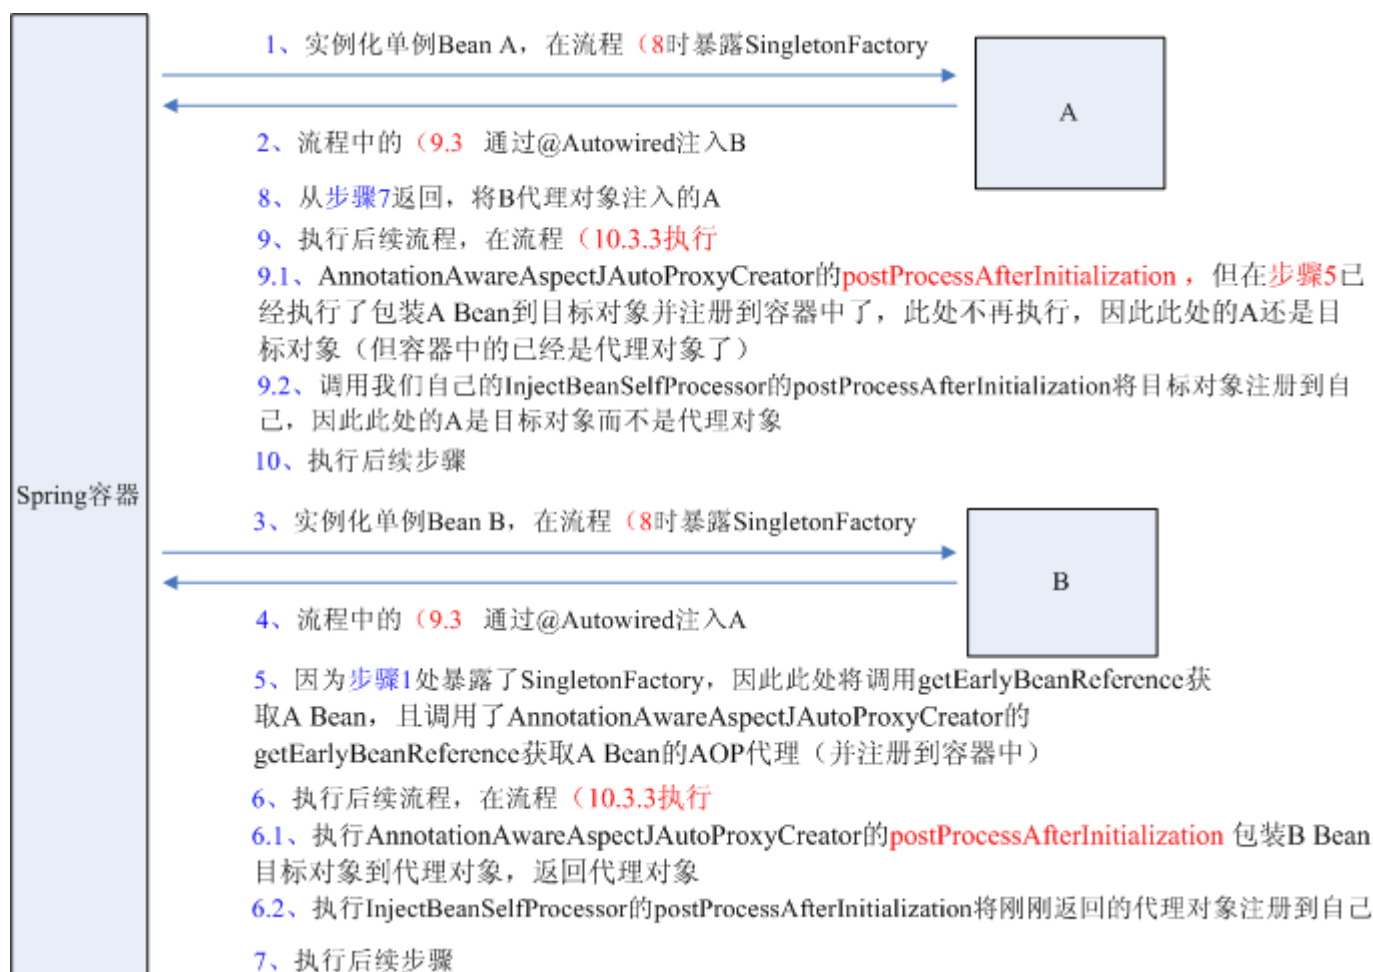 1、实例化单例Bean A，在流程（8时暴露SingletonFactory
A
2、流程中的（9.3 通过@Autowired注入B
8、从步骤7返回，将B代理对象注入的A
9、执行后续流程，在流程（10.3.3执行
9.1、AnnotationAwareAspectJAutoProxyCreator的postProcessAfterInitialization ，但在步骤5已
经执行了包装A Bean到目标对象并注册到容器中了，此处不再执行，因此此处的A还是目
标对象（但容器中的已经是代理对象了）
9.2、调用我们自己的InjectBeanSelfProcessor的postProcessAfterInitialization将目标对象注册到自
己，因此此处的A是目标对象而不是代理对象
10、执行后续步骤
Spring容器
3、实例化单例Bean B，在流程（8时暴露SingletonFactory
B
4、流程中的（9.3 通过@Autowired注入A
5、因为步骤1处暴露了SingletonFactory，因此此处将调用getEarlyBeanReference获
取A Bean，且调用了AnnotationAwareAspectJAutoProxyCreator的
getEarlyBeanReference获取A Bean的AOP代理（并注册到容器中）
6、执行后续流程，在流程（10.3.3执行
6.1、执行AnnotationAwareAspectJAutoProxyCreator的postProcessAfterInitialization 包装B Bean
目标对象到代理对象，返回代理对象
6.2、执行InjectBeanSelfProcessor的postProcessAfterInitialization将刚刚返回的代理对象注册到自己
7、执行后续步骤